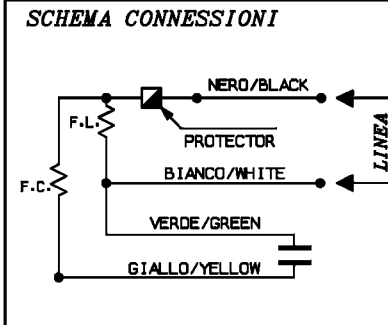 SCHEMA CONNESSIONI
NERO/BLACK
F.L.
PROTECTOR
LINEA
BIANCO/WHITE
F.C.
VERDE/GREEN
GIALLO/YELLOW